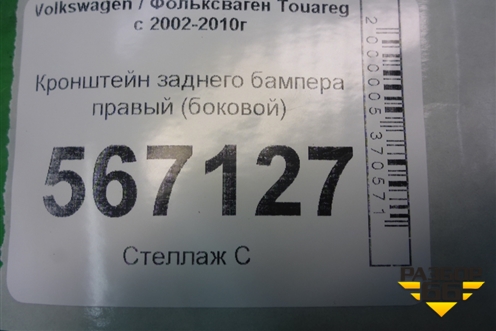 Volkswagen / Фольксваген Touareg
с 2002-2010г
Кронштейн заднего бампера
правый (боковой)
567127
Стеллаж С
2000005370571